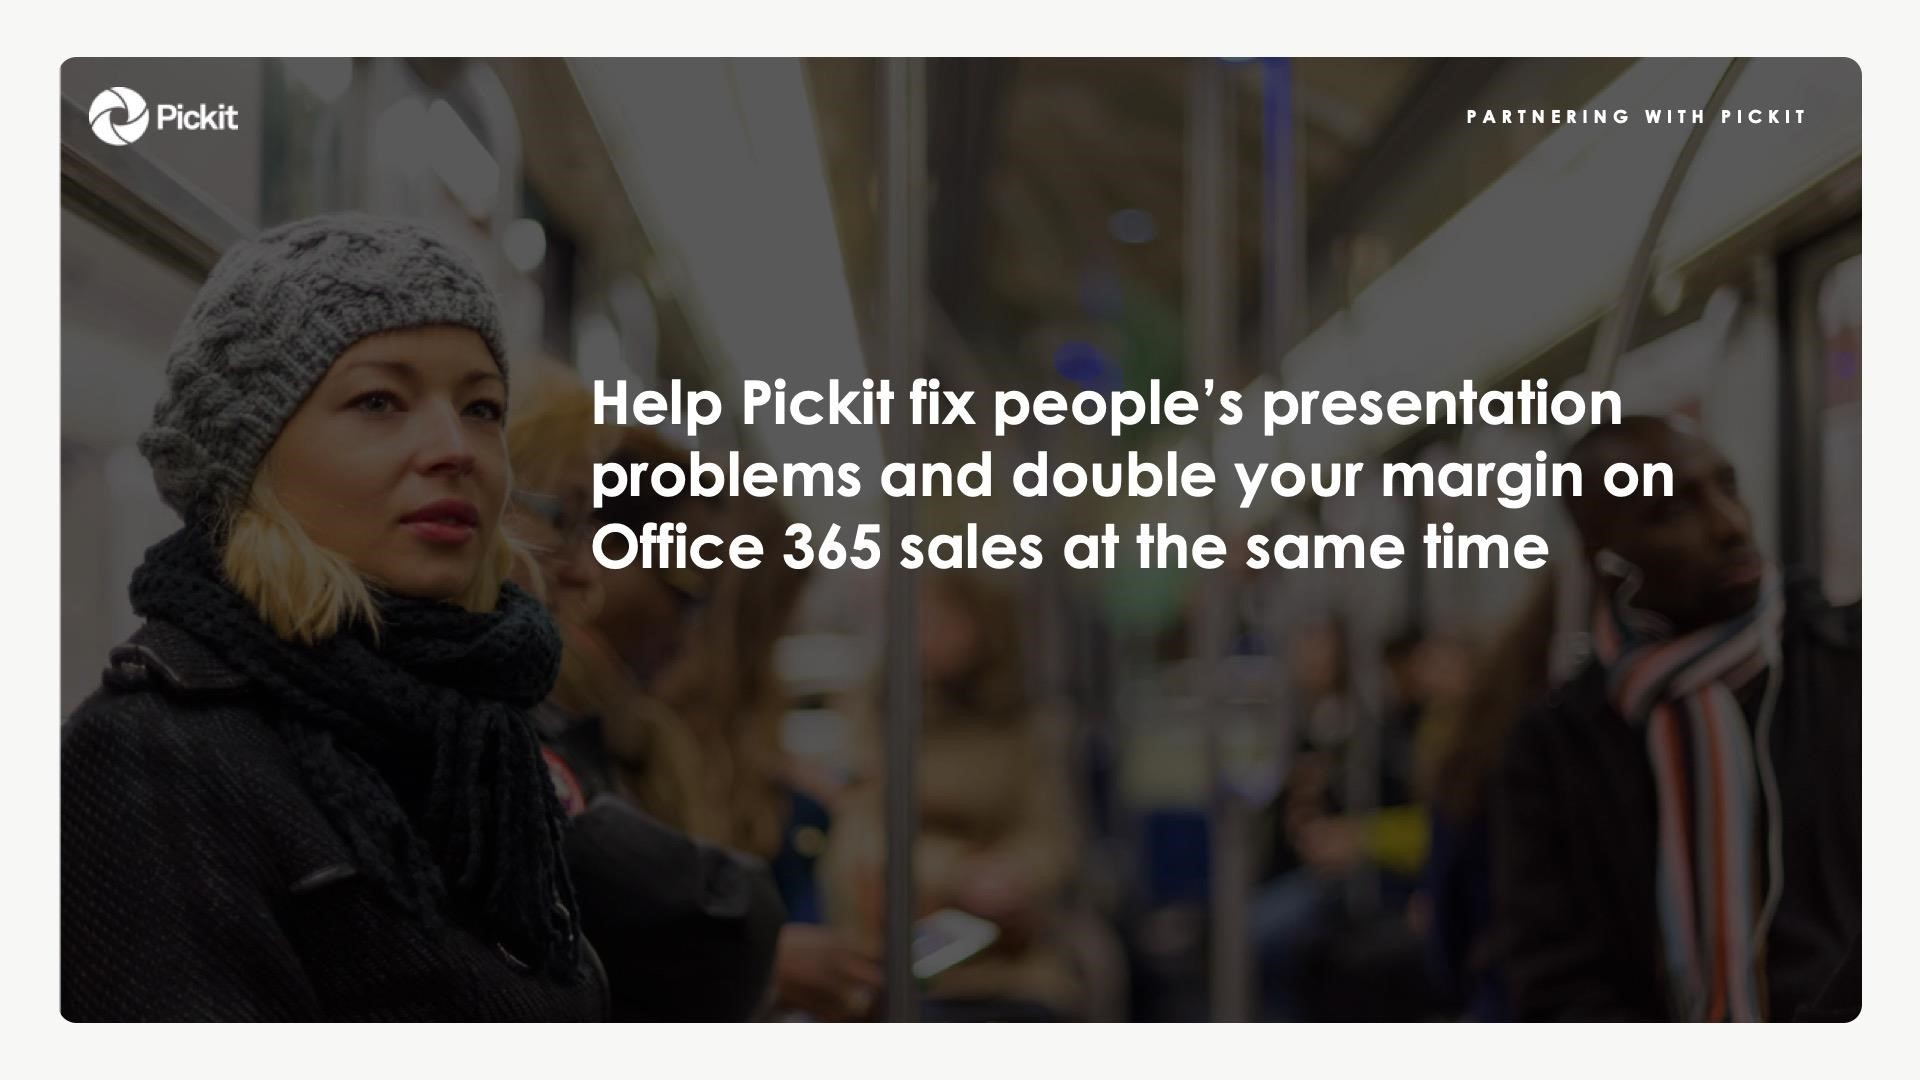 Pickit
PARTNERING WITH PICKIT
Help Pickit fix people’s presentation
problems and double your margin on
Office 365 sales at the same time